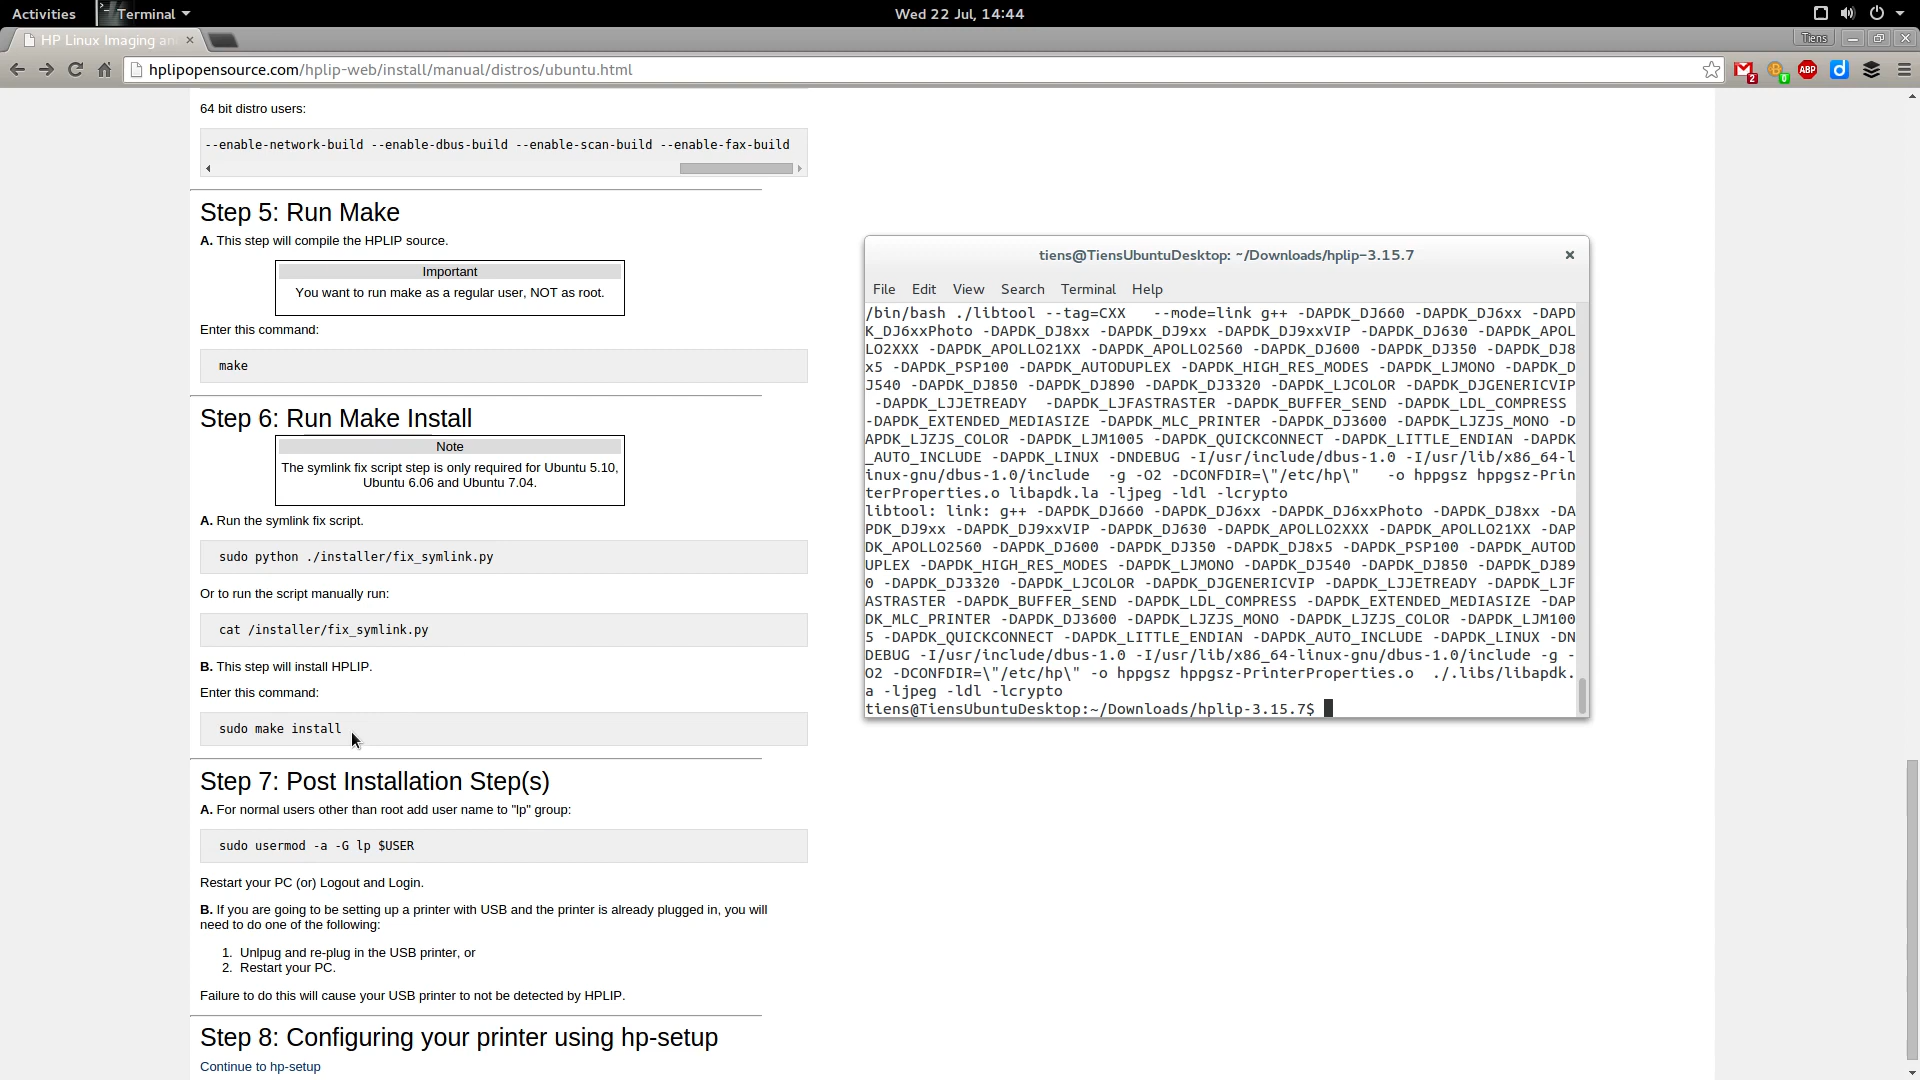 Activities
Terminal
Wed 22 Jul, 14:44
HP Linux Imaging an
Tiens
hplipopensource.com/hplip-web/install/manual/distros/ubuntu.html
2
0
ABP
64 bit distro users:
--enable-network-build --enable-dbus-build --enable-scan-build --enable-fax-build
Step 5: Run Make
A. This step will compile the HPLIP source.
Important
You want to run make as a regular user, NOT as root.
Enter this command:
make
Step 6: Run Make Install
Note
The symlink fix script step is only required for Ubuntu 5.10,
Ubuntu 6.06 and Ubuntu 7.04.
A. Run the symlink fix script.
sudo python ./installer/fix_symlink.py
Or to run the script manually run:
cat /installer/fix_symlink.py
B. This step will install HPLIP.
Enter this command:
sudo make install
Step 7: Post Installation Step(s)
A. For normal users other than root add user name to "lp" group:
sudo usermod -a -G lp $USER
Restart your PC (or) Logout and Login.
B. If you are going to be setting up a printer with USB and the printer is already plugged in, you will
need to do one of the following:
1. Unlpug and re-plug in the USB printer, or
2. Restart your PC.
Failure to do this will cause your USB printer to not be detected by HPLIP.
Step 8: Configuring your printer using hp-setup
Continue to hp-setup
tiens@TiensUbuntuDesktop: ~/Downloads/hplip-3.15.7
File Edit View Search Terminal Help
/bin/bash ./libtool --tag=CXX   --mode=link g++ -DAPDK_DJ660 -DAPDK_DJ6xx -DAPD
K_DJ6xxPhoto -DAPDK_DJ8xx -DAPDK_DJ9xx -DAPDK_DJ9xxVIP -DAPDK_DJ630 -DAPDK_APOL
LO2XXX -DAPDK_APOLLO21XX -DAPDK_APOLLO2560 -DAPDK_DJ600 -DAPDK_DJ350 -DAPDK_DJ8
x5 -DAPDK_PSP100 -DAPDK_AUTODUPLEX -DAPDK_HIGH_RES_MODES -DAPDK_LJMONO -DAPDK_D
J540 -DAPDK_DJ850 -DAPDK_DJ890 -DAPDK_DJ3320 -DAPDK_LJCOLOR -DAPDK_DJGENERICVIP
 -DAPDK_LJJETREADY  -DAPDK_LJFASTRASTER -DAPDK_BUFFER_SEND -DAPDK_LDL_COMPRESS
-DAPDK_EXTENDED_MEDIASIZE -DAPDK_MLC_PRINTER -DAPDK_DJ3600 -DAPDK_LJZJS_MONO -D
APDK_LJZJS_COLOR -DAPDK_LJM1005 -DAPDK_QUICKCONNECT -DAPDK_LITTLE_ENDIAN -DAPDK
_AUTO_INCLUDE -DAPDK_LINUX -DNDEBUG -I/usr/include/dbus-1.0 -I/usr/lib/x86_64-l
inux-gnu/dbus-1.0/include  -g -O2 -DCONFDIR=\"/etc/hp\"   -o hppgsz hppgsz-Prin
terProperties.o libapdk.la -ljpeg -ldl -lcrypto
libtool: link: g++ -DAPDK_DJ660 -DAPDK_DJ6xx -DAPDK_DJ6xxPhoto -DAPDK_DJ8xx -DA
PDK_DJ9xx -DAPDK_DJ9xxVIP -DAPDK_DJ630 -DAPDK_APOLLO2XXX -DAPDK_APOLLO21XX -DAP
DK_APOLLO2560 -DAPDK_DJ600 -DAPDK_DJ350 -DAPDK_DJ8x5 -DAPDK_PSP100 -DAPDK_AUTOD
UPLEX -DAPDK_HIGH_RES_MODES -DAPDK_LJMONO -DAPDK_DJ540 -DAPDK_DJ850 -DAPDK_DJ89
0 -DAPDK_DJ3320 -DAPDK_LJCOLOR -DAPDK_DJGENERICVIP -DAPDK_LJJETREADY -DAPDK_LJF
ASTRASTER -DAPDK_BUFFER_SEND -DAPDK_LDL_COMPRESS -DAPDK_EXTENDED_MEDIASIZE -DAP
DK_MLC_PRINTER -DAPDK_DJ3600 -DAPDK_LJZJS_MONO -DAPDK_LJZJS_COLOR -DAPDK_LJM100
5 -DAPDK_QUICKCONNECT -DAPDK_LITTLE_ENDIAN -DAPDK_AUTO_INCLUDE -DAPDK_LINUX -DN
DEBUG -I/usr/include/dbus-1.0 -I/usr/lib/x86_64-linux-gnu/dbus-1.0/include -g -
O2 -DCONFDIR=\"/etc/hp\" -o hppgsz hppgsz-PrinterProperties.o  ./.libs/libapdk.
a -ljpeg -ldl -lcrypto
tiens@TiensUbuntuDesktop:~/Downloads/hplip-3.15.7$